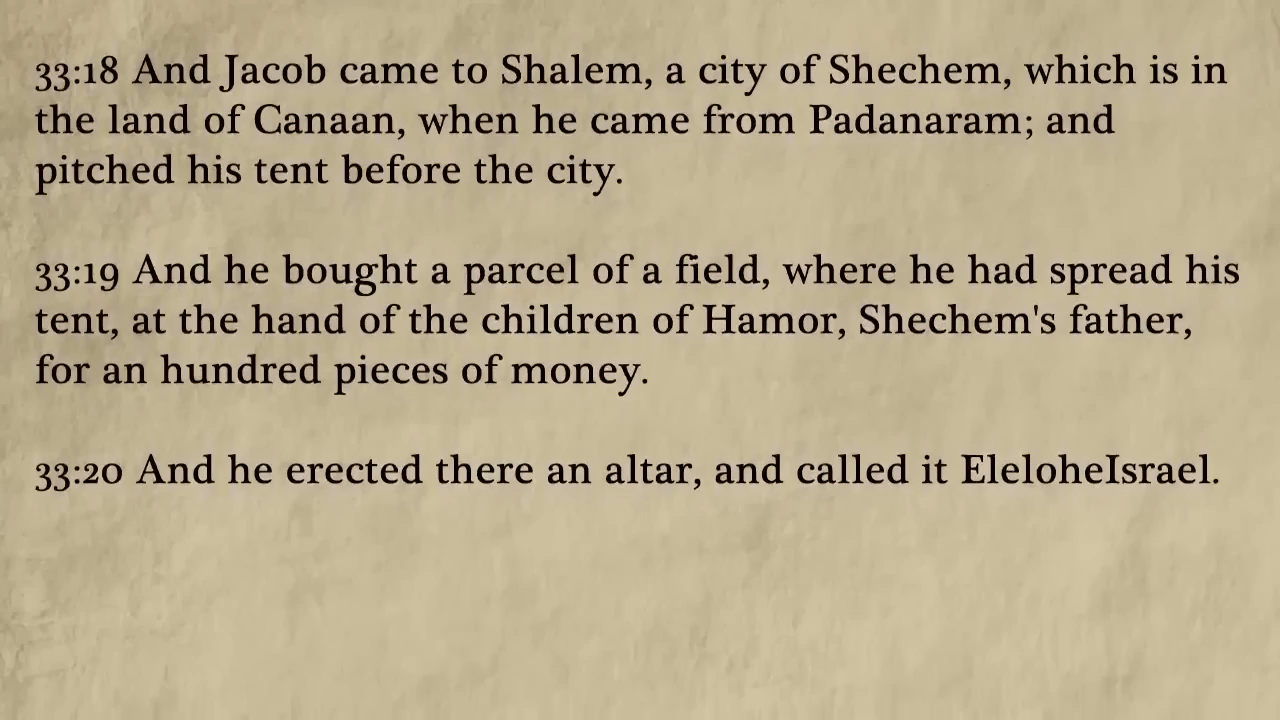 33:18 And Jacob came to Shalem, a city of Shechem, which is in
the land of Canaan, when he came from Padanaram; and
pitched his tent before the city.
33:19 And he bought a parcel of a field, where he had spread his
tent, at the hand of the children of Hamor, Shechem's father,
for an hundred pieces of money.
33:20 And he erected there an altar, and called it EleloheIsrael.